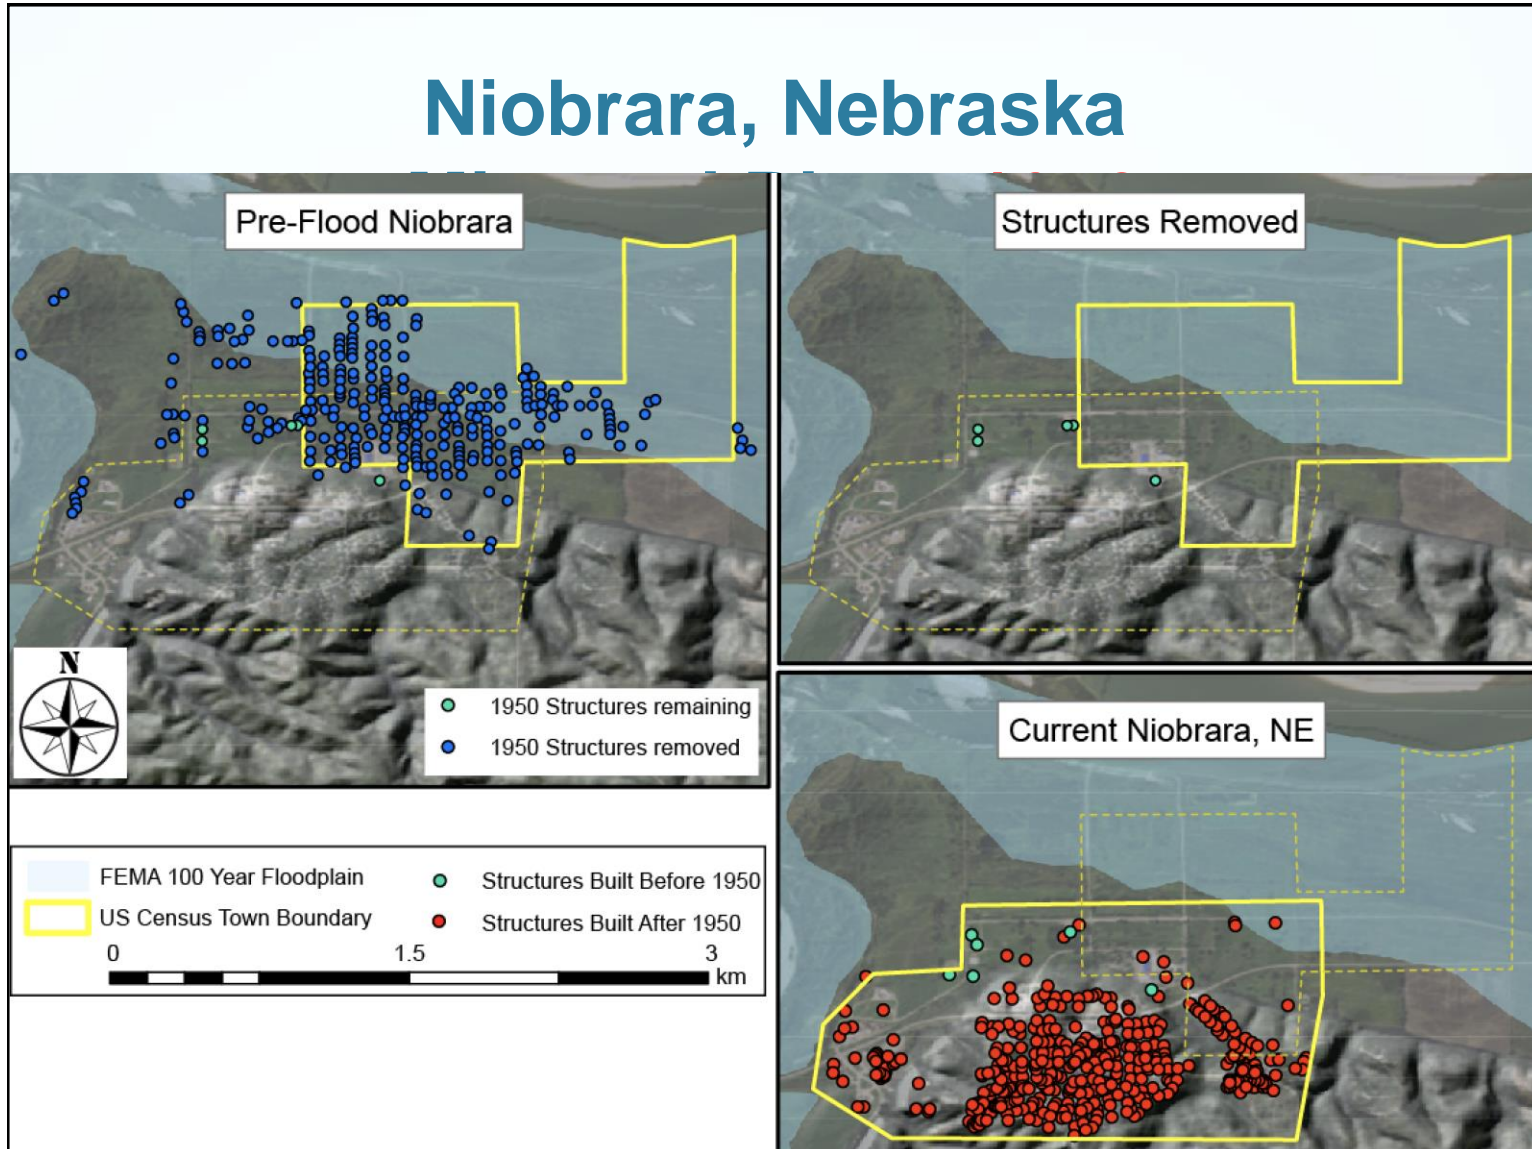 Niobrara, Nebraska
Pre-Flood Niobrara
Structures Removed
N
1950 Structures remaining
1950 Structures removed
Current Niobrara, NE
FEMA 100 Year Floodplain
US Census Town Boundary
Structures Built Before 1950
Structures Built After 1950
0 1.5 3
km